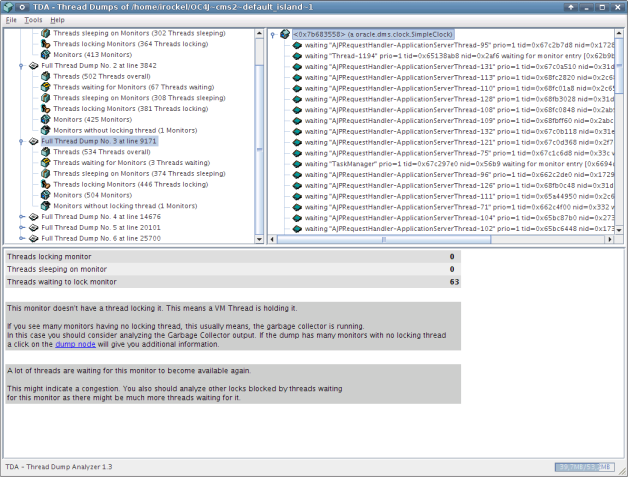 TDA - Thread Dumps of /home/irockel/OC4J~cms2~default_island~1
File Tools Help
Threads sleeping on Monitors (302 Threads sleeping)
Threads locking Monitors (364 Threads locking)
Monitors (413 Monitors)
Full Thread Dump No. 2 at line 3842
Threads (502 Threads overall)
Threads waiting for Monitors (67 Threads waiting)
Threads sleeping on Monitors (308 Threads sleeping)
Threads locking Monitors (381 Threads locking)
Monitors (425 Monitors)
Monitors without locking thread (1 Monitors)
Full Thread Dump No. 3 at line 9171
Threads (534 Threads overall)
Threads waiting for Monitors (3 Threads waiting)
Threads sleeping on Monitors (374 Threads sleeping)
Threads locking Monitors (446 Threads locking)
Monitors (504 Monitors)
Monitors without locking thread (1 Monitors)
Full Thread Dump No. 4 at line 14676
Full Thread Dump No. 5 at line 20101
Full Thread Dump No. 6 at line 25700
<0x7b683558> (a oracle.dms.clock.SimpleClock)
waiting "AJPRequestHandler-ApplicationServerThread-95" prio=1 tid=0x67c2b7d8 nid=0x1728
waiting "Thread-1194" prio=1 tid=0x65138ab8 nid=0x2af6 waiting for monitor entry
waiting "AJPRequestHandler-ApplicationServerThread-131" prio=1 tid=0x67c0a510 nid=0x31d
waiting "AJPRequestHandler-ApplicationServerThread-113" prio=1 tid=0x68fc2820 nid=0x2c6
waiting "AJPRequestHandler-ApplicationServerThread-110" prio=1 tid=0x68fc01a8 nid=0x2c65
waiting "AJPRequestHandler-ApplicationServerThread-128" prio=1 tid=0x68fb3028 nid=0x31d
waiting "AJPRequestHandler-ApplicationServerThread-108" prio=1 tid=0x68fc0848 nid=0x2ab
waiting "AJPRequestHandler-ApplicationServerThread-109" prio=1 tid=0x68fbff60 nid=0x2abc
waiting "AJPRequestHandler-ApplicationServerThread-132" prio=1 tid=0x67c0b118 nid=0x31e
waiting "AJPRequestHandler-ApplicationServerThread-121" prio=1 tid=0x67c0d368 nid=0x2f7
waiting "AJPRequestHandler-ApplicationServerThread-75" prio=1 tid=0x67c1c6d8 nid=0x33c
waiting "TaskManager" prio=1 tid=0x67c297e0 nid=0x56b9 waiting for monitor entry
waiting "AJPRequestHandler-ApplicationServerThread-96" prio=1 tid=0x662c2de0 nid=0x1729
waiting "AJPRequestHandler-ApplicationServerThread-126" prio=1 tid=0x68fb0c48 nid=0x31d
waiting "AJPRequestHandler-ApplicationServerThread-111" prio=1 tid=0x65a44950 nid=0x2c6
waiting "AJPRequestHandler-ApplicationServerThread-71" prio=1 tid=0x662c4f00 nid=0x332
waiting "AJPRequestHandler-ApplicationServerThread-104" prio=1 tid=0x65bc87b0 nid=0x273
waiting "AJPRequestHandler-ApplicationServerThread-102" prio=1 tid=0x65bc6448 nid=0x173
Threads locking monitor 0
Threads sleeping on monitor 0
Threads waiting to lock monitor 63
This monitor doesn't have a thread locking it. This means a VM Thread is holding it.
If you see many monitors having no locking thread, this usually means, the garbage collector is running.
In this case you should consider analyzing the Garbage Collector output. If the dump has many monitors with no locking thread
a click on the dump node will give you additional information.
A lot of threads are waiting for this monitor to become available again.
This might indicate a congestion. You also should analyze other locks blocked by threads waiting
for this monitor as there might be much more threads waiting for it.
TDA - Thread Dump Analyzer 1.3